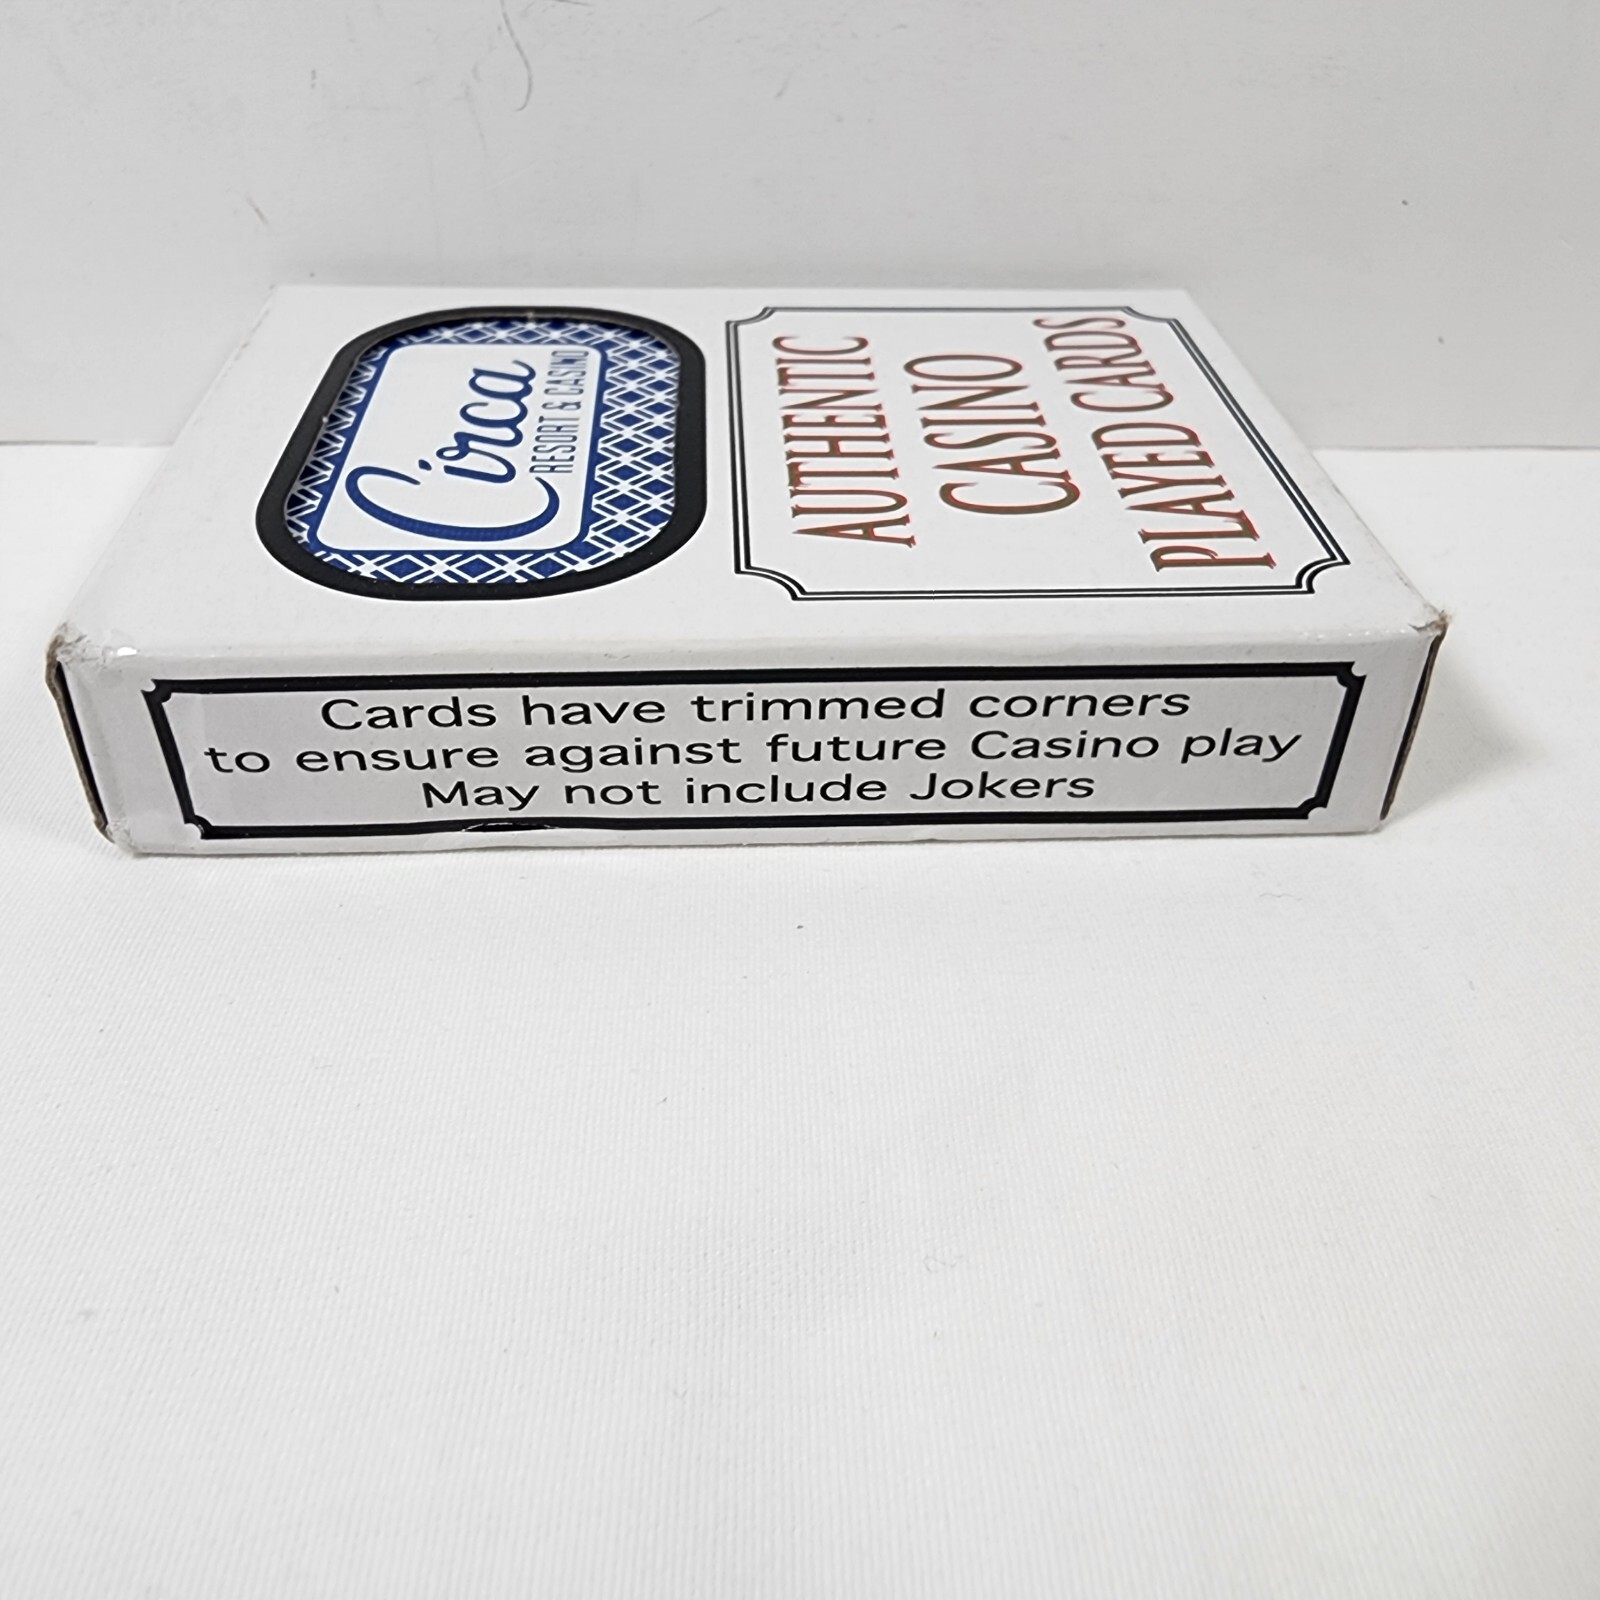 Circa
RESORT & CASINO
AUTHENTIC
CASINO
PLAYED CARDS
Cards have trimmed corners
to ensure against future Casino play
May not include Jokers